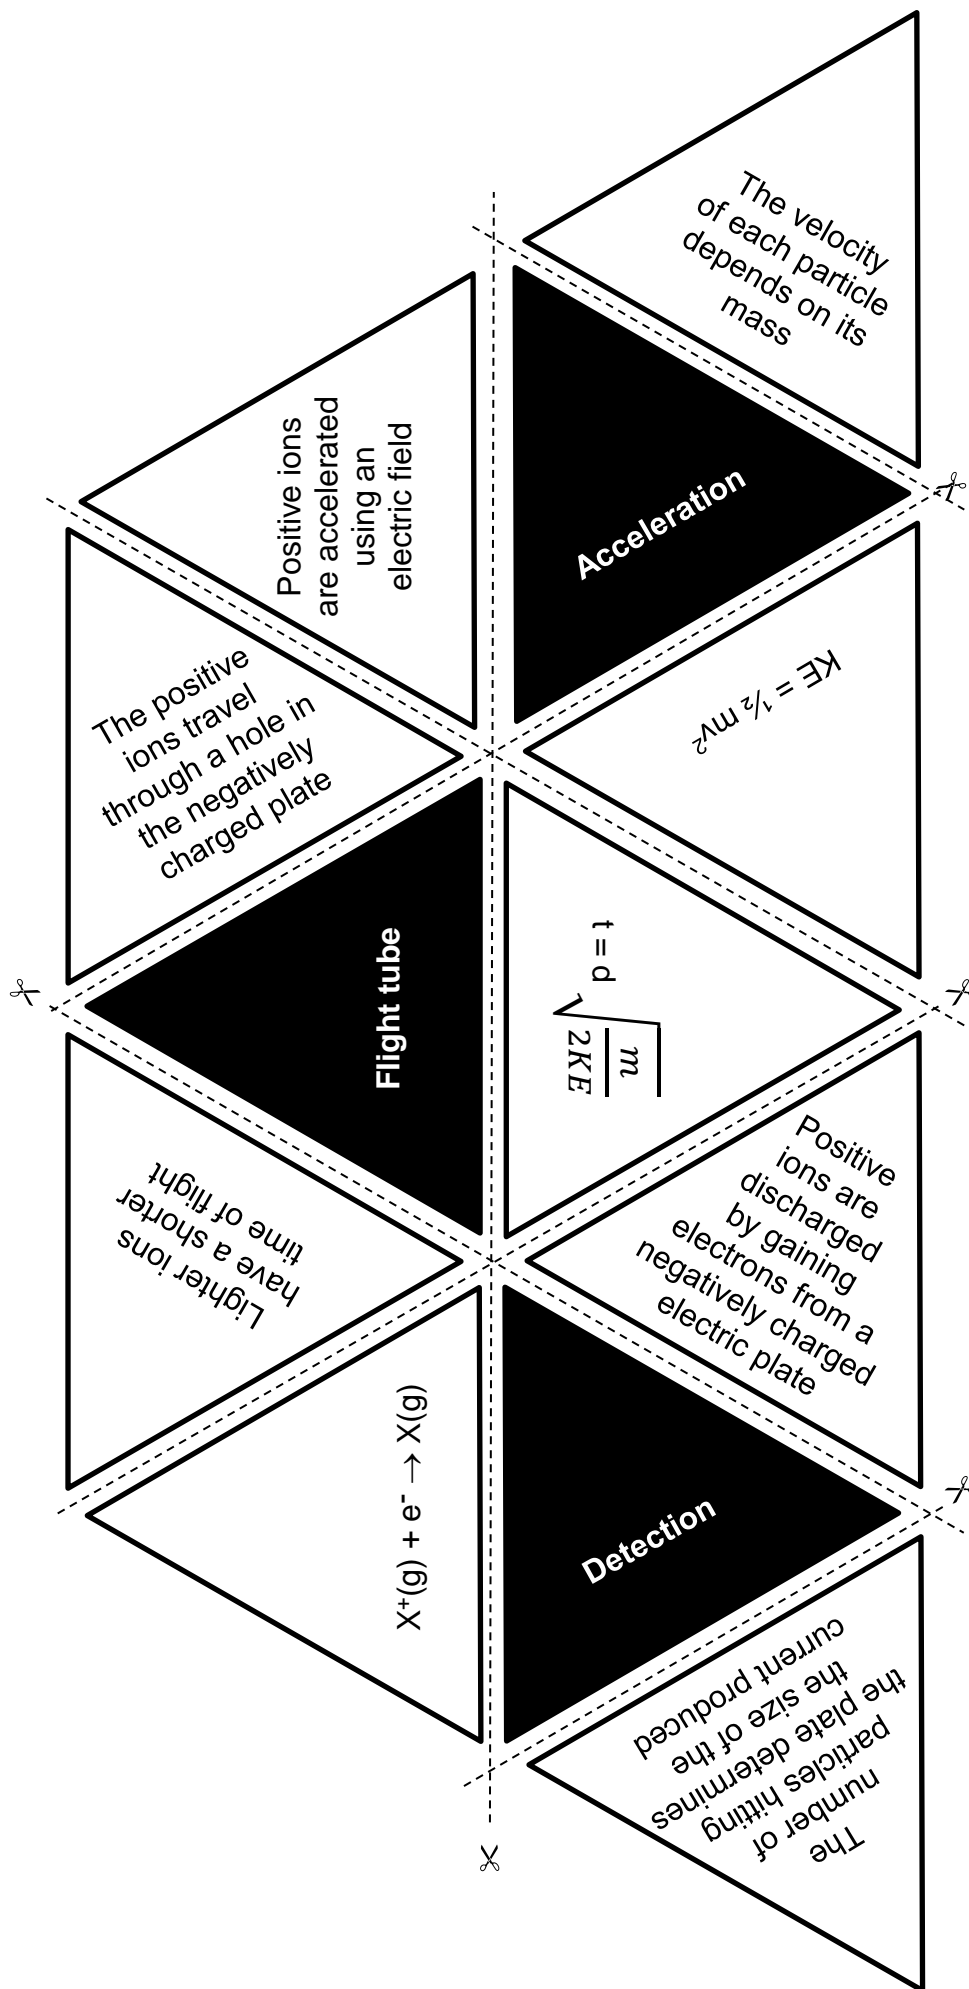 The velocity
of each particle
depends on its
mass
Positive ions
are accelerated
using an
electric field
Acceleration
The positive
ions travel
through a hole in
the negatively
charged plate
KE = ½ mv²
Flight tube
t = d √(m/2KE)
Lighter ions
have a shorter
time of flight
Positive
ions are
discharged
by gaining
electrons from a
negatively charged
electric plate
X⁺(g) + e⁻ → X(g)
Detection
The
number of
particles hitting
the plate determines
the size of the
current produced